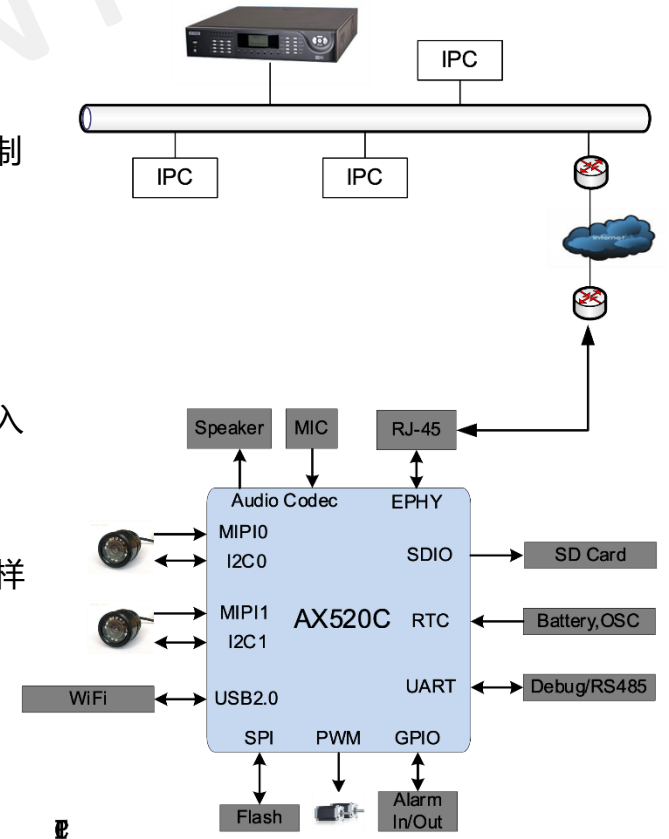 IPC
制
IPC IPC
Internet
入
Speaker MIC RJ-45
Audio Codec EPHY
MIPI0
I2C0 SDIO SD Card
样
MIPI1 AX520C RTC Battery,OSC
I2C1
WiFi USB2.0 UART Debug/RS485
SPI PWM GPIO
Flash Alarm
In/Out